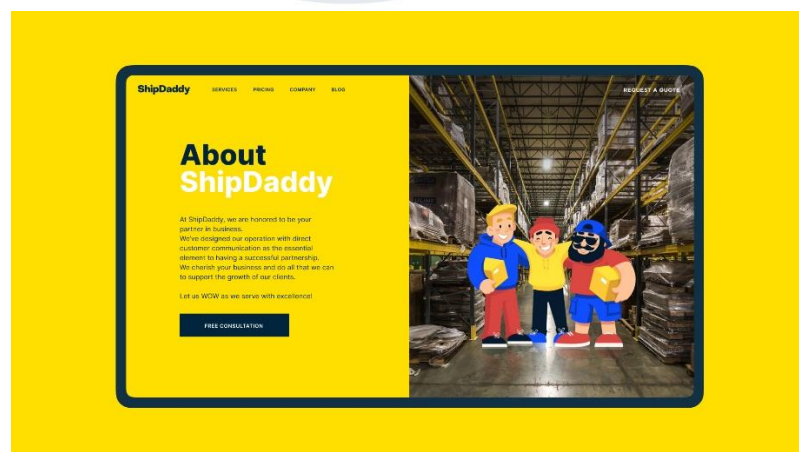 ShipDaddy
SERVICES PRICING COMPANY BLOG
REQUEST A QUOTE
About
ShipDaddy
At ShipDaddy, we are honored to be your
partner in business.
We've designed our operation with direct
customer communication as the essential
element to having a successful partnership.
We cherish your business and do all that we can
to support the growth of our clients.
Let us WOW as we serve with excellence!
FREE CONSULTATION